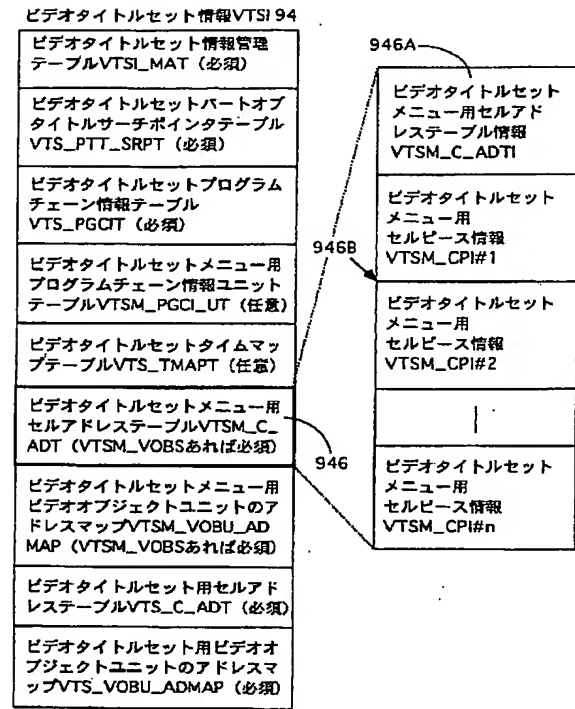 ビデオタイトルセット情報VTSI 94
ビデオタイトルセット情報管理
テーブルVTSI_MAT（必須）
ビデオタイトルセットパートオブ
タイトルサーチポインタテーブル
VTS_PTT_SRPT（必須）
ビデオタイトルセットプログラム
チェーン情報テーブル
VTS_PGCIT（必須）
ビデオタイトルセットメニュー用
プログラムチェーン情報ユニット
テーブルVTSM_PGCI_UT（任意）
ビデオタイトルセットタイムマッ
プテーブルVTS_TMAPT（任意）
ビデオタイトルセットメニュー用
セルアドレステーブルVTSM_C_
ADT（VTSM_VOBSあれば必須）
ビデオタイトルセットメニュー用
ビデオオブジェクトユニットのア
ドレスマップVTSM_VOBU_AD
MAP（VTSM_VOBSあれば必須）
ビデオタイトルセット用セルアド
レステーブルVTS_C_ADT（必須）
ビデオタイトルセット用ビデオオ
ブジェクトユニットのアドレスマ
ップVTS_VOBU_ADMAP（必須）
946
946A
ビデオタイトルセット
メニュー用セルアド
レステーブル情報
VTSM_C_ADTI
946B
ビデオタイトルセット
メニュー用
セルピース情報
VTSM_CPI#1
ビデオタイトルセット
メニュー用
セルピース情報
VTSM_CPI#2
ビデオタイトルセット
メニュー用
セルピース情報
VTSM_CPI#n